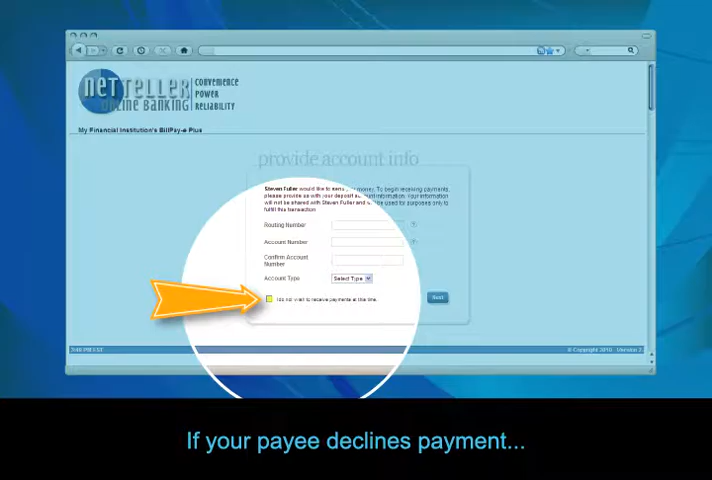 netTELLER
ONLINE BANKING
CONVENIENCE
POWER
RELIABILITY
My Financial Institution's BillPay-e Plus
provide account info
Steven Fuller would like to send you money. To begin receiving payments,
please provide us with your deposit account information. Your information
will not be shared with Steven Fuller and will be used for purposes only to
fulfill this transaction
Routing Number
Account Number
Confirm Account
Number
Account Type
Select Type
I do not wish to receive payments at this time.
Next
© Copyright 2010 - Version 2.
If your payee declines payment...